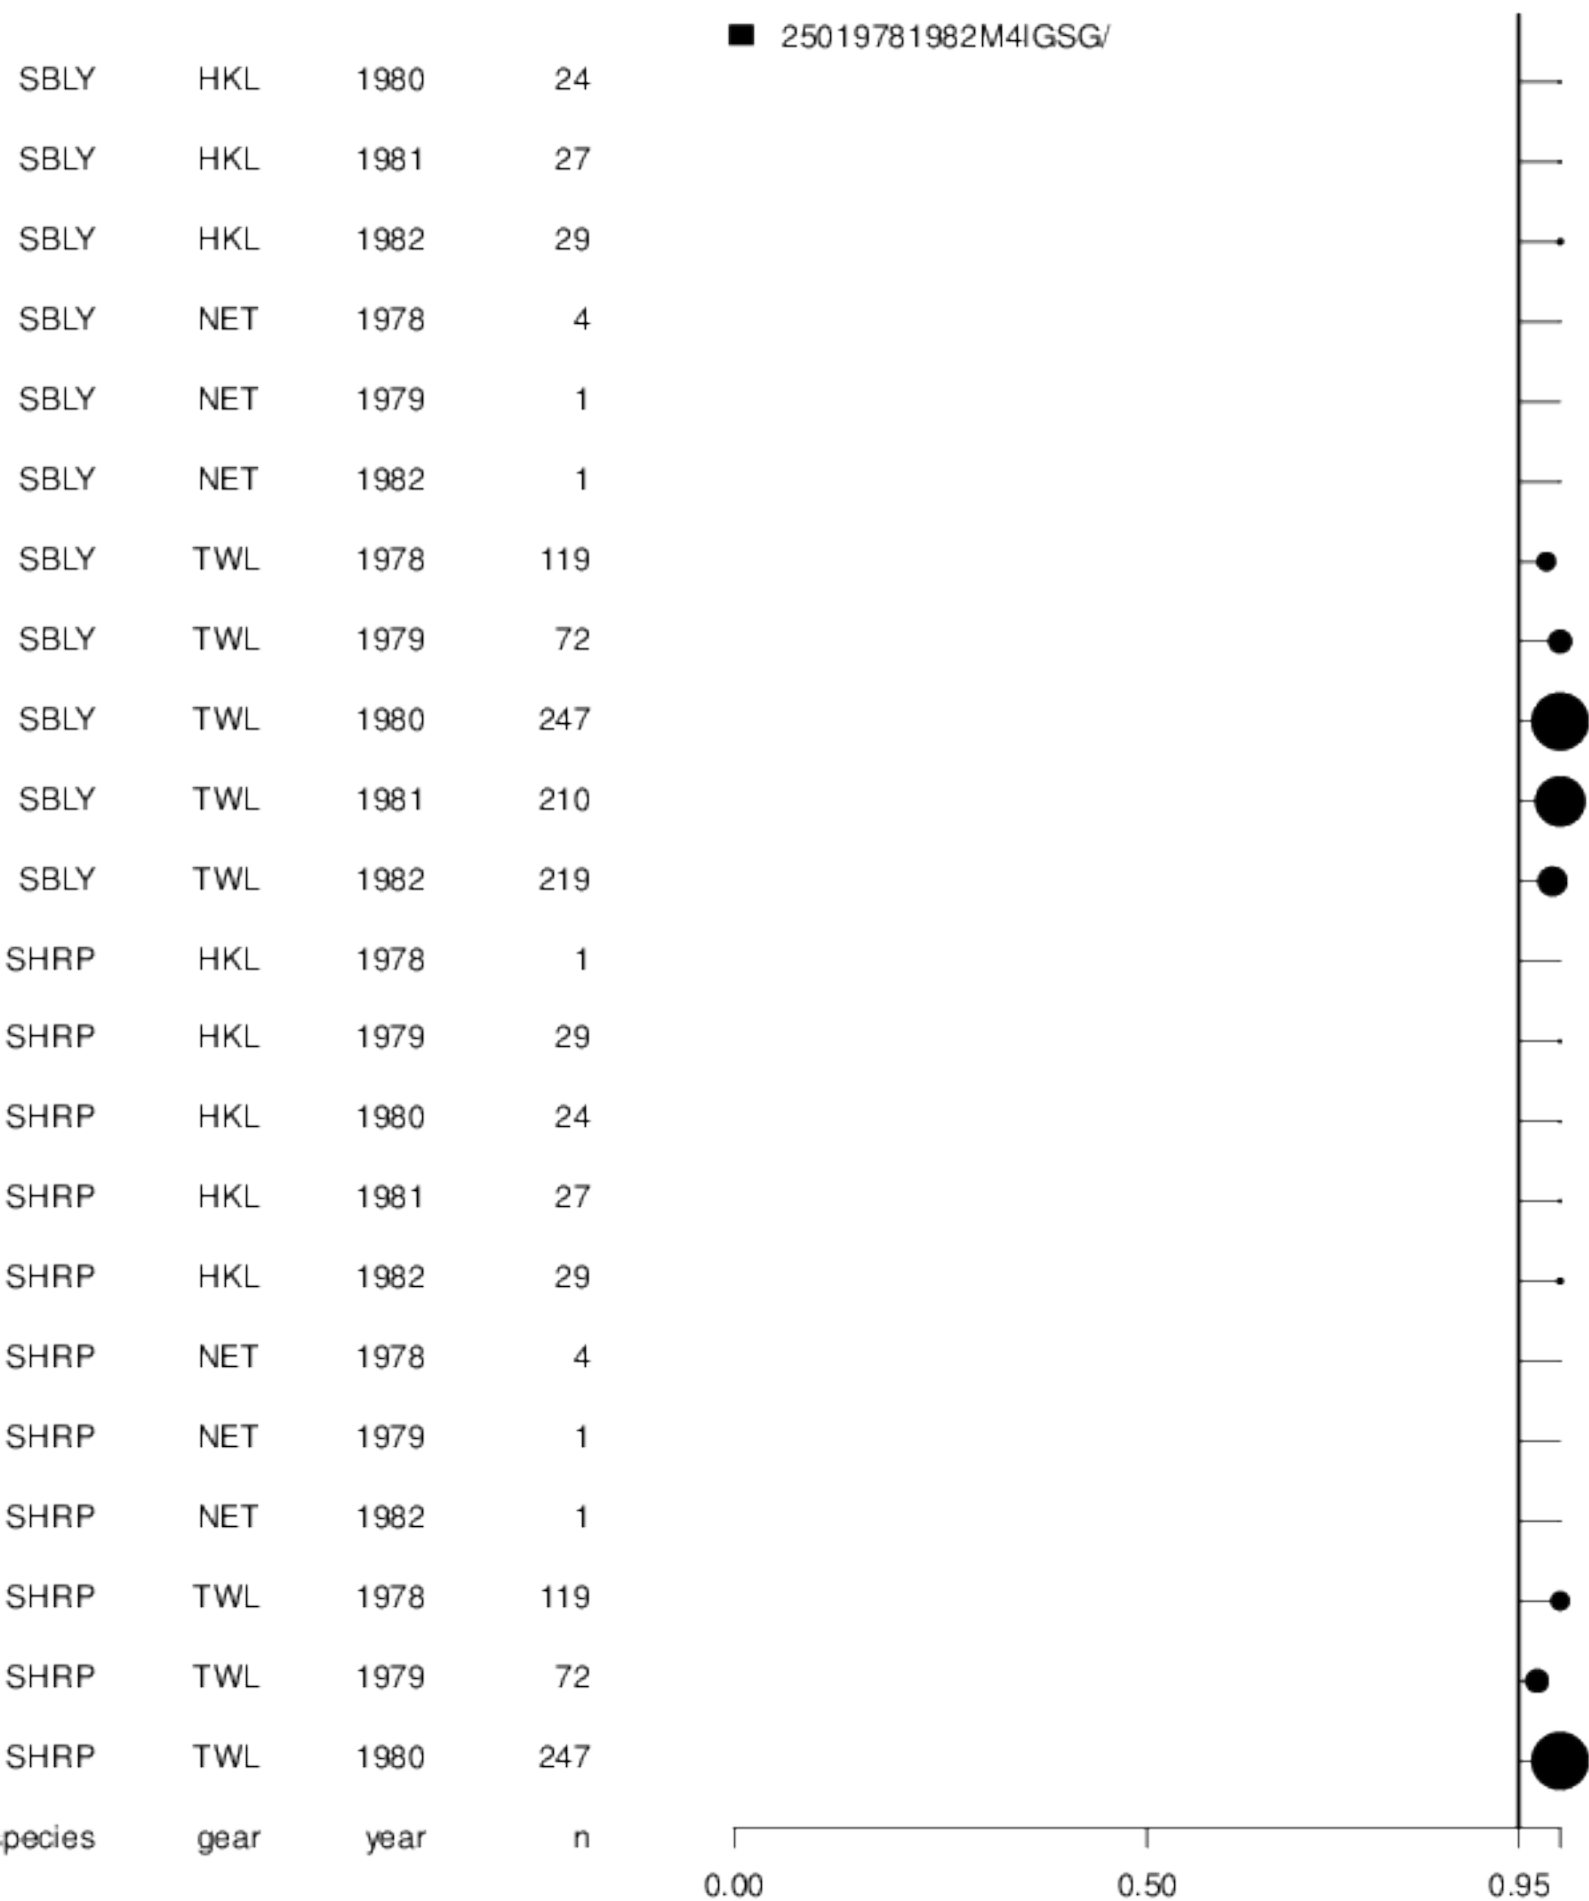 25019781982M4IGSG/
SBLY HKL 1980 24
SBLY HKL 1981 27
SBLY HKL 1982 29
SBLY NET 1978 4
SBLY NET 1979 1
SBLY NET 1982 1
SBLY TWL 1978 119
SBLY TWL 1979 72
SBLY TWL 1980 247
SBLY TWL 1981 210
SBLY TWL 1982 219
SHRP HKL 1978 1
SHRP HKL 1979 29
SHRP HKL 1980 24
SHRP HKL 1981 27
SHRP HKL 1982 29
SHRP NET 1978 4
SHRP NET 1979 1
SHRP NET 1982 1
SHRP TWL 1978 119
SHRP TWL 1979 72
SHRP TWL 1980 247
pecies gear year n
0.00 0.50 0.95